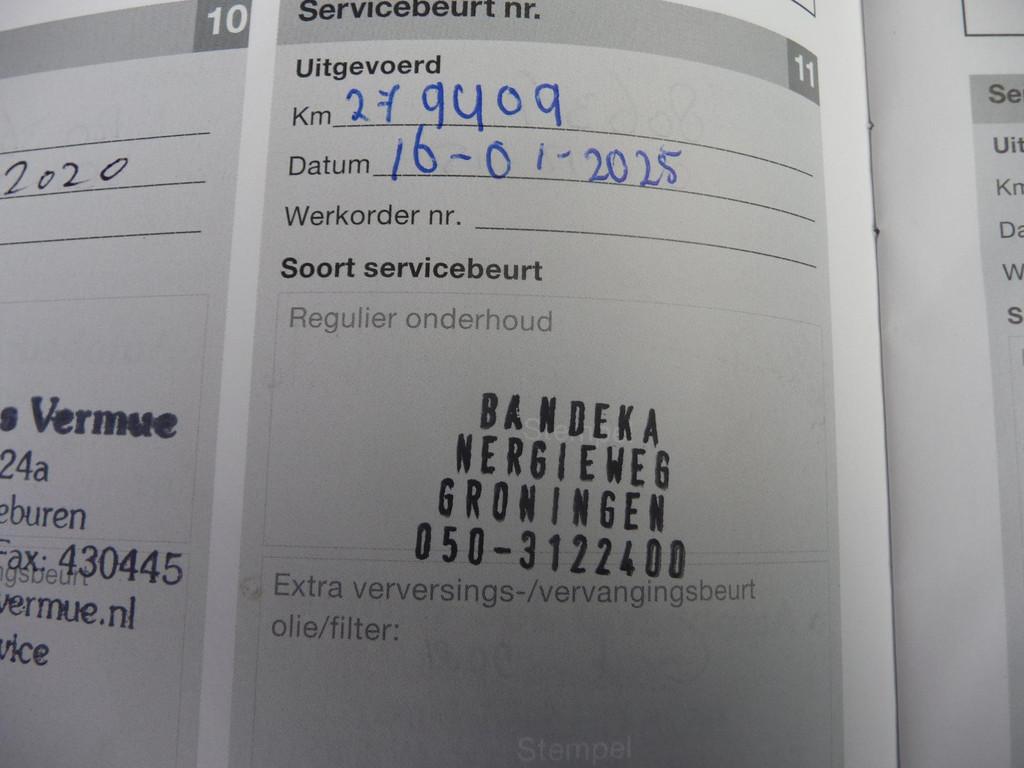 10
2020
s Vermue
24a
eburen
Fax: 430445
ngsbeurt
vermue.nl
vice
Servicebeurt nr.
11
Uitgevoerd
Km 279409
Datum 16-01-2025
Werkorder nr.
Soort servicebeurt
Regulier onderhoud
BANDEKA
NERGIEWEG
GRONINGEN
050-3122400
Extra verversings-/vervangingsbeurt
olie/filter:
Stempel
Se
Uit
Km
Da
W
S